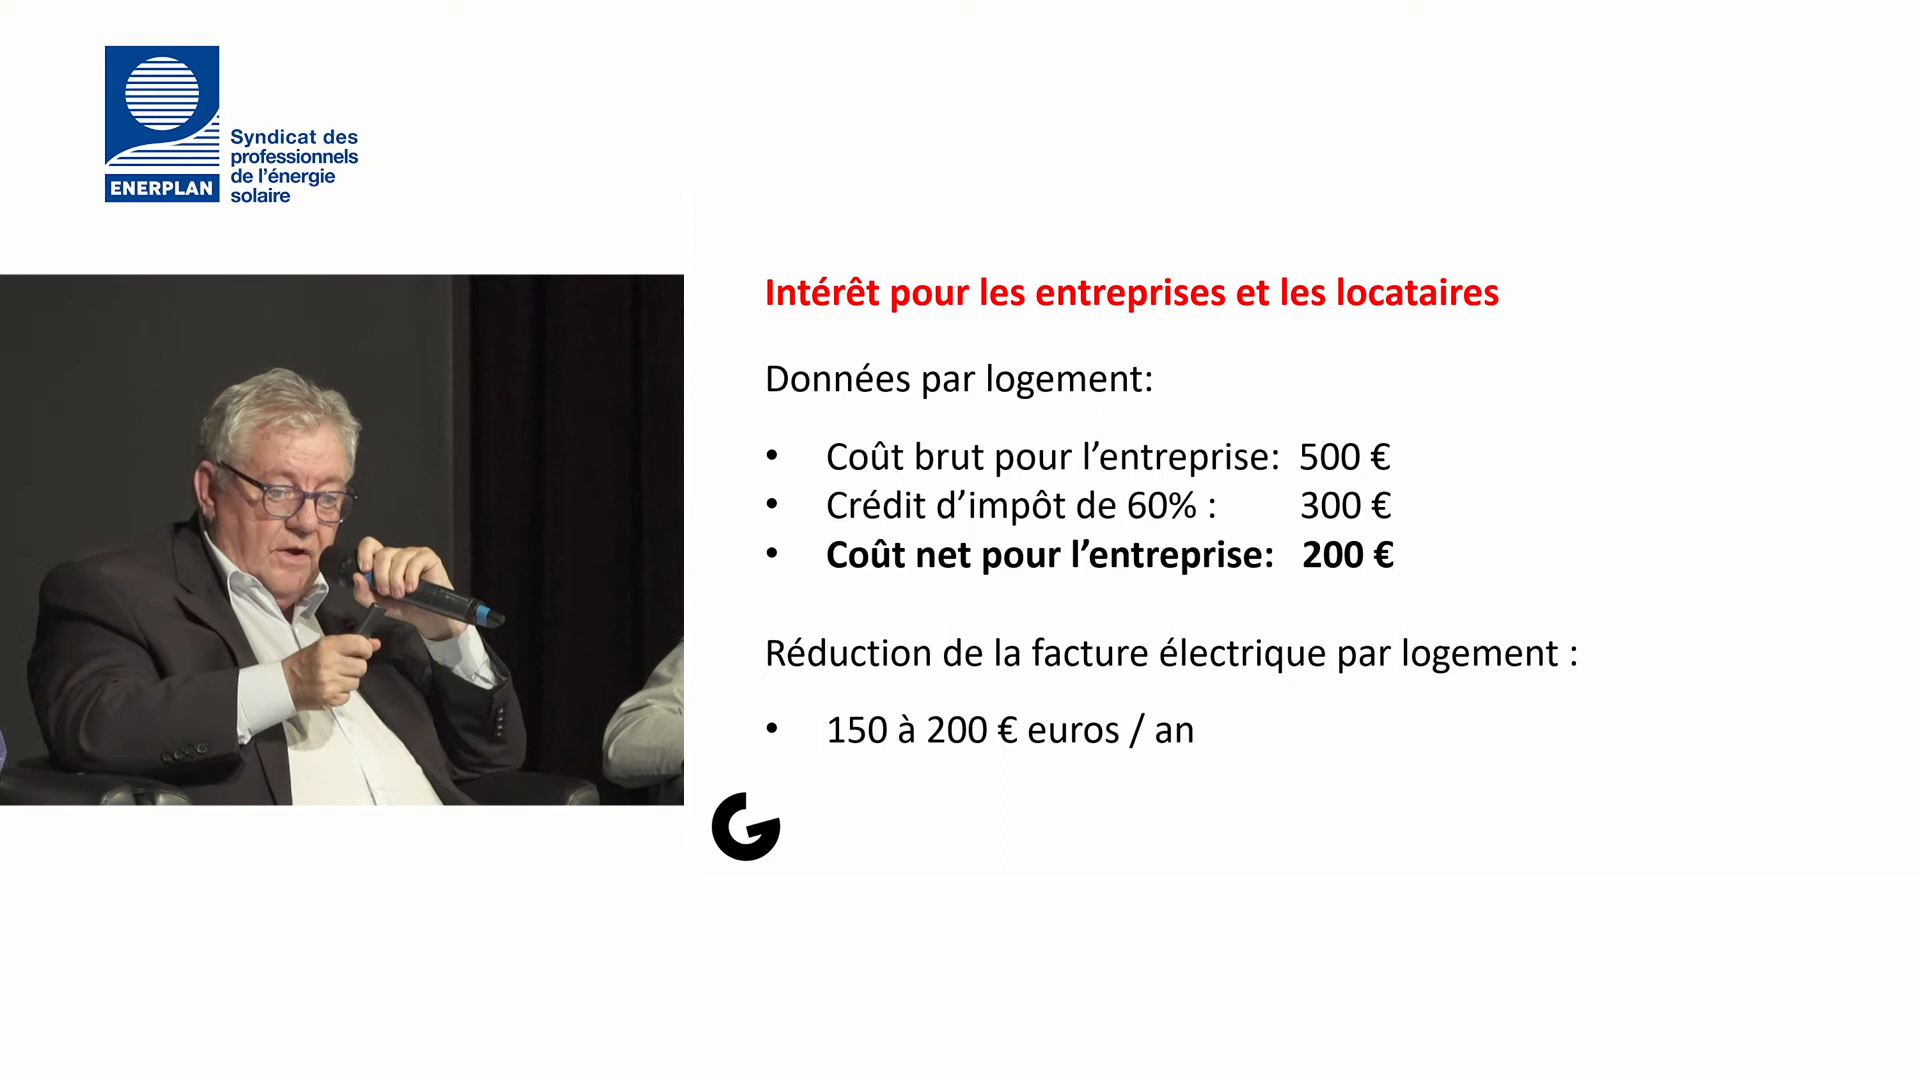 Syndicat des
professionnels
de l'énergie
solaire
ENERPLAN
Intérêt pour les entreprises et les locataires
Données par logement:
• Coût brut pour l’entreprise: 500 €
• Crédit d’impôt de 60% : 300 €
• Coût net pour l’entreprise: 200 €
Réduction de la facture électrique par logement :
• 150 à 200 € euros / an
G